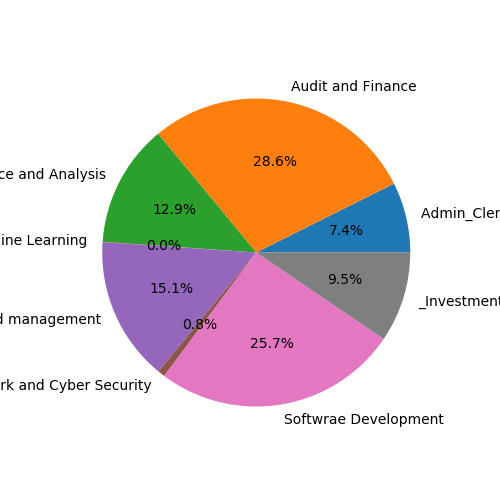 Audit and Finance
28.6%
ce and Analysis
12.9%
Admin_Cler
7.4%
ine Learning
0.0%
15.1%
9.5%
_Investment
d management
0.8%
25.7%
rk and Cyber Security
Softwrae Development